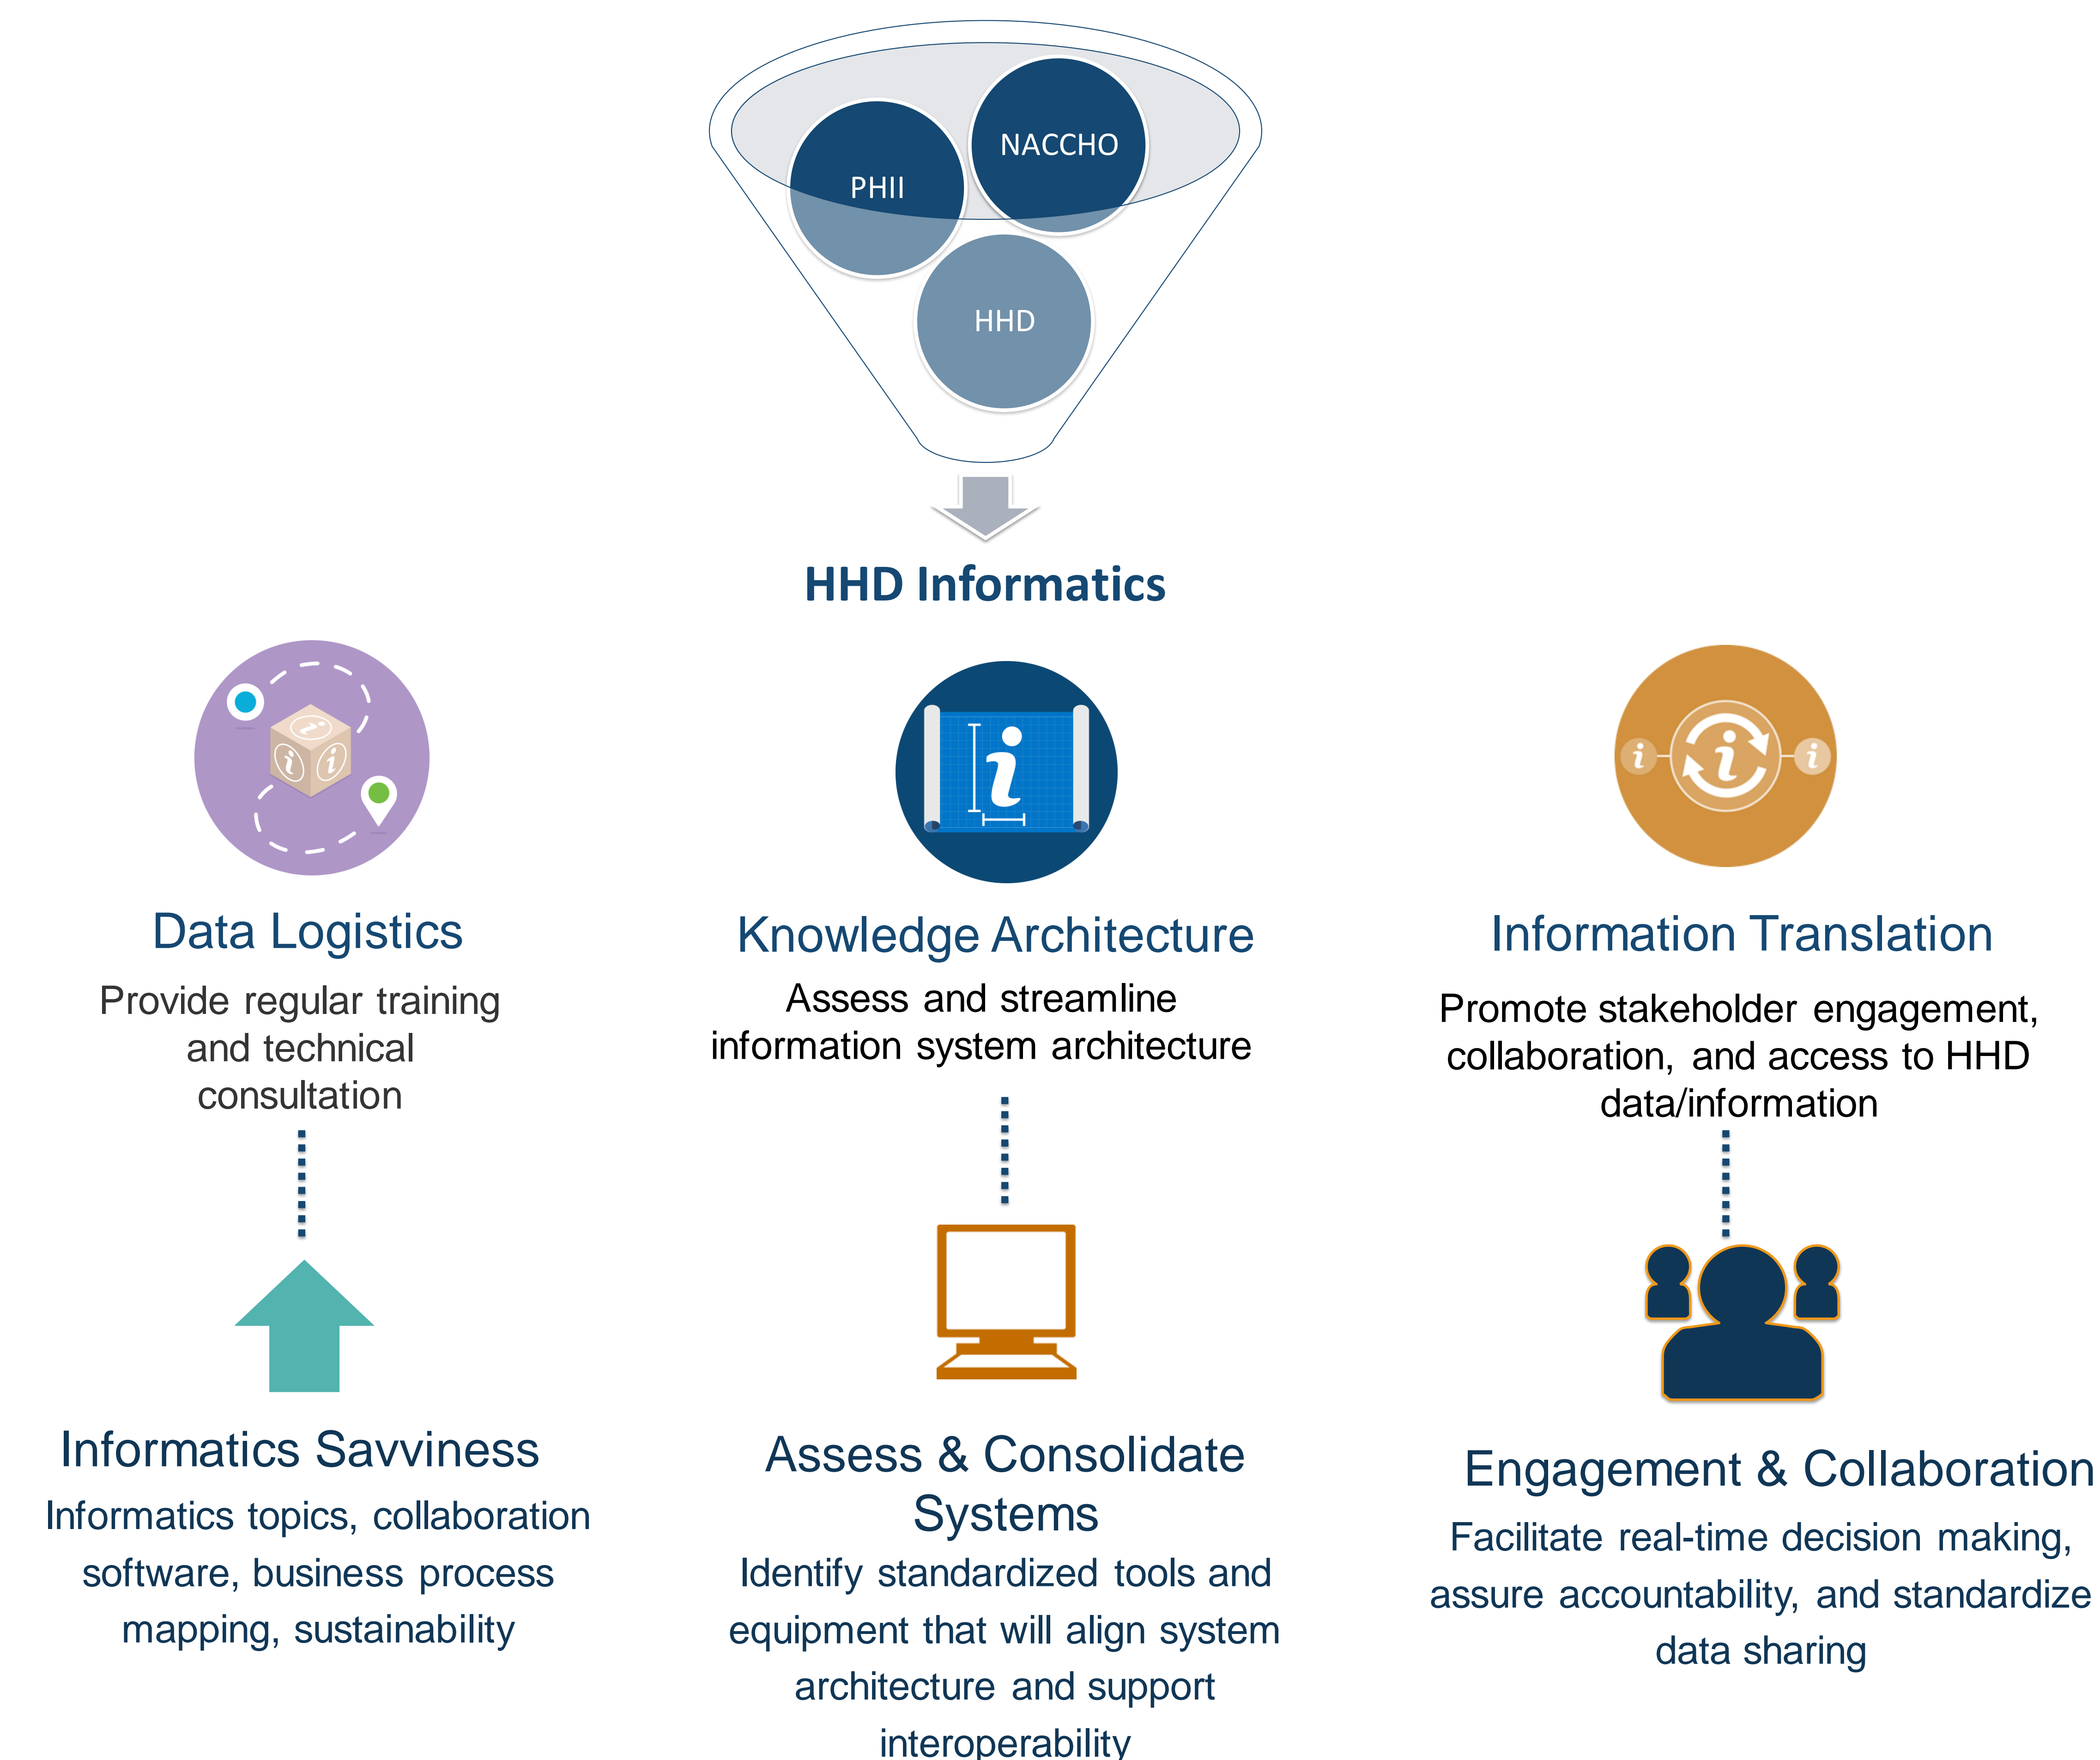 NACCHO
PHII
HHD
HHD Informatics
Data Logistics
Provide regular training
and technical
consultation
Knowledge Architecture
Assess and streamline
information system architecture
Information Translation
Promote stakeholder engagement,
collaboration, and access to HHD
data/information
Informatics Savviness
Informatics topics, collaboration
software, business process
mapping, sustainability
Assess & Consolidate
Systems
Identify standardized tools and
equipment that will align system
architecture and support
interoperability
Engagement & Collaboration
Facilitate real-time decision making,
assure accountability, and standardize
data sharing